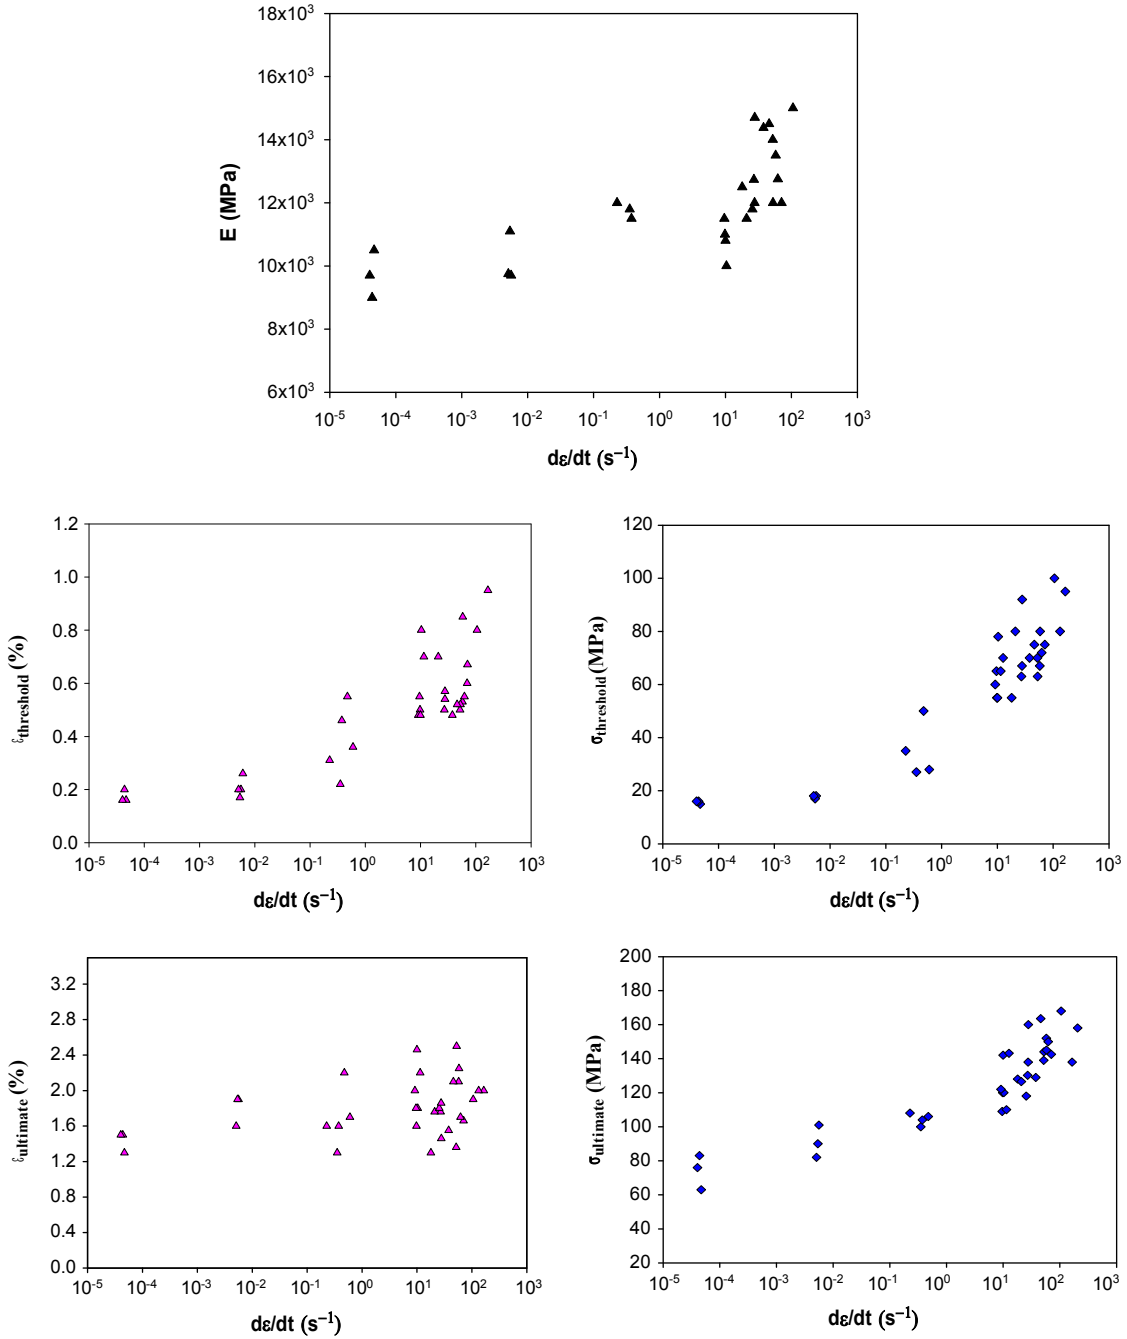 18x10³
16x10³
14x10³
12x10³
10x10³
8x10³
6x10³
E (MPa)
10⁻⁵ 10⁻⁴ 10⁻³ 10⁻² 10⁻¹ 10⁰ 10¹ 10² 10³
dε/dt (s⁻¹)
1.2
1.0
0.8
0.6
0.4
0.2
0.0
ε threshold (%)
10⁻⁵ 10⁻⁴ 10⁻³ 10⁻² 10⁻¹ 10⁰ 10¹ 10² 10³
dε/dt (s⁻¹)
120
100
80
60
40
20
0
σ threshold (MPa)
10⁻⁵ 10⁻⁴ 10⁻³ 10⁻² 10⁻¹ 10⁰ 10¹ 10² 10³
dε/dt (s⁻¹)
3.2
2.8
2.4
2.0
1.6
1.2
0.8
0.4
0.0
ε ultimate (%)
10⁻⁵ 10⁻⁴ 10⁻³ 10⁻² 10⁻¹ 10⁰ 10¹ 10² 10³
dε/dt (s⁻¹)
200
180
160
140
120
100
80
60
40
20
σ ultimate (MPa)
10⁻⁵ 10⁻⁴ 10⁻³ 10⁻² 10⁻¹ 10⁰ 10¹ 10² 10³
dε/dt (s⁻¹)